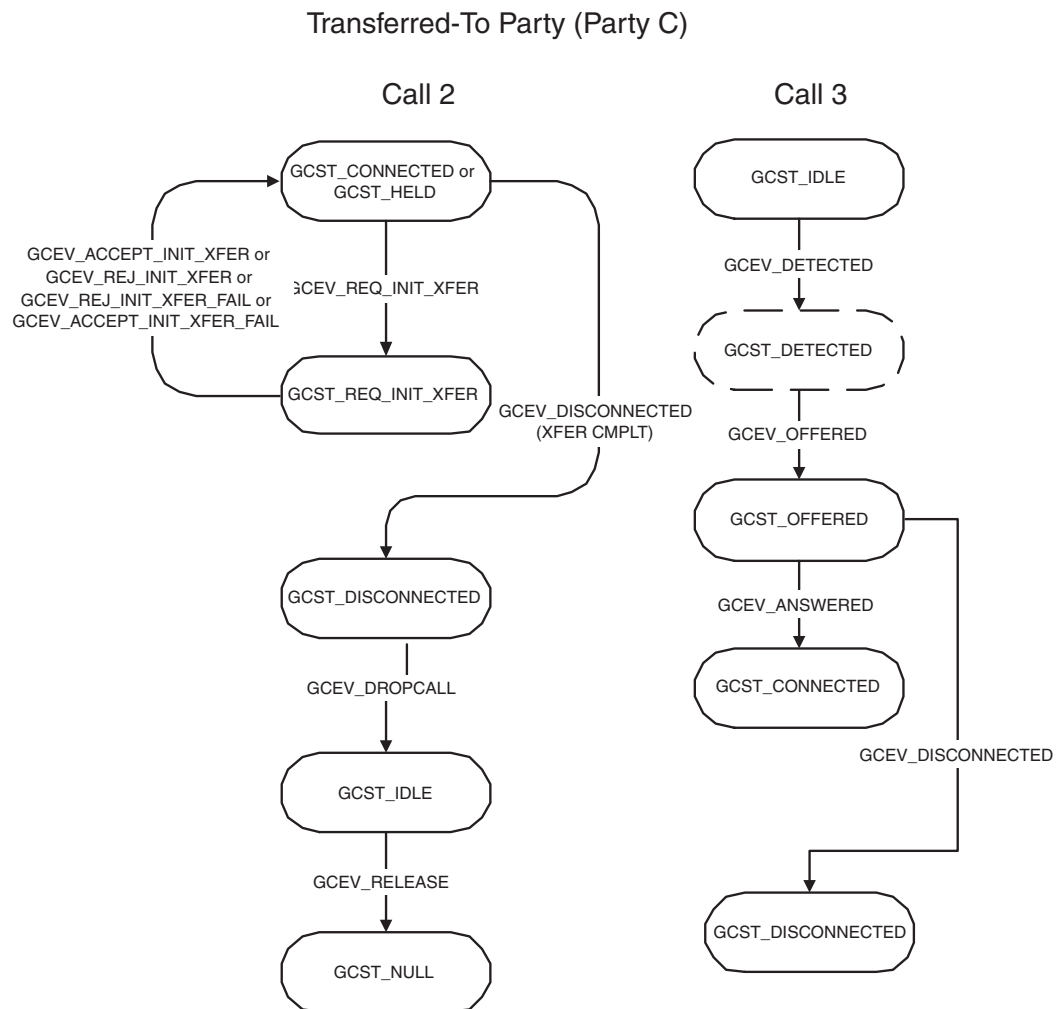 Transferred-To Party (Party C)
Call 2
GCST_CONNECTED or
GCST_HELD
GCEV_ACCEPT_INIT_XFER or
GCEV_REJ_INIT_XFER or
GCEV_REJ_INIT_XFER_FAIL or
GCEV_ACCEPT_INIT_XFER_FAIL
GCEV_REQ_INIT_XFER
GCST_REQ_INIT_XFER
GCEV_DISCONNECTED
(XFER CMPLT)
GCST_DISCONNECTED
GCEV_DROPCALL
GCST_IDLE
GCEV_RELEASE
GCST_NULL
Call 3
GCST_IDLE
GCEV_DETECTED
GCST_DETECTED
GCEV_OFFERED
GCST_OFFERED
GCEV_ANSWERED
GCST_CONNECTED
GCEV_DISCONNECTED
GCST_DISCONNECTED